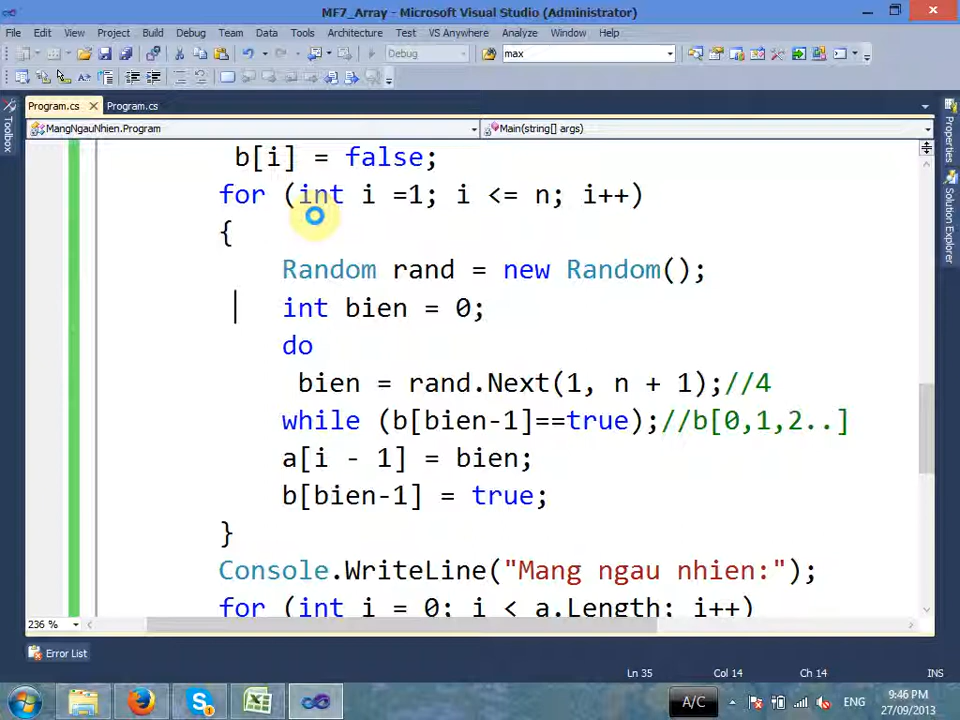 MF7_Array - Microsoft Visual Studio (Administrator)
File Edit View Project Build Debug Team Data Tools Architecture Test VS Anywhere Analyze Window Help
Debug max
Program.cs Program.cs
MangNgauNhien.Program Main(string[] args)
b[i] = false;
for (int i =1; i <= n; i++)
{
Random rand = new Random();
int bien = 0;
do
bien = rand.Next(1, n + 1);//4
while (b[bien-1]==true);//b[0,1,2..]
a[i - 1] = bien;
b[bien-1] = true;
}
Console.WriteLine("Mang ngau nhien:");
for (int i = 0; i < a.Length; i++)
236 %
Error List
Ln 35 Col 14 Ch 14 INS
A/C ENG 9:46 PM
27/09/2013
Toolbox
Properties
Solution Explorer